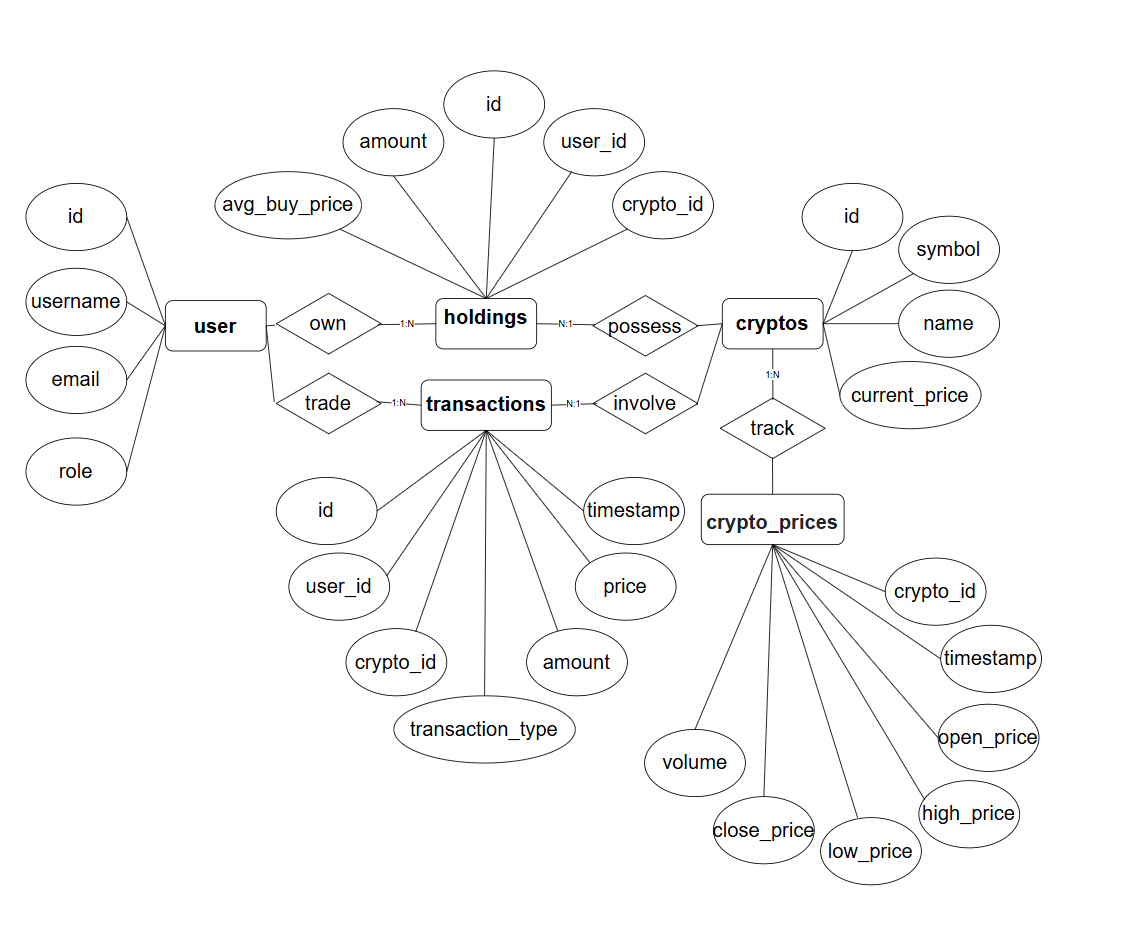 id
amount
user_id
avg_buy_price
crypto_id
id
id
symbol
username
user
own
1:N
holdings
N:1
possess
cryptos
name
email
trade
1:N
transactions
N:1
involve
1:N
current_price
track
role
id
timestamp
crypto_prices
user_id
price
crypto_id
crypto_id
amount
timestamp
transaction_type
open_price
volume
high_price
close_price
low_price